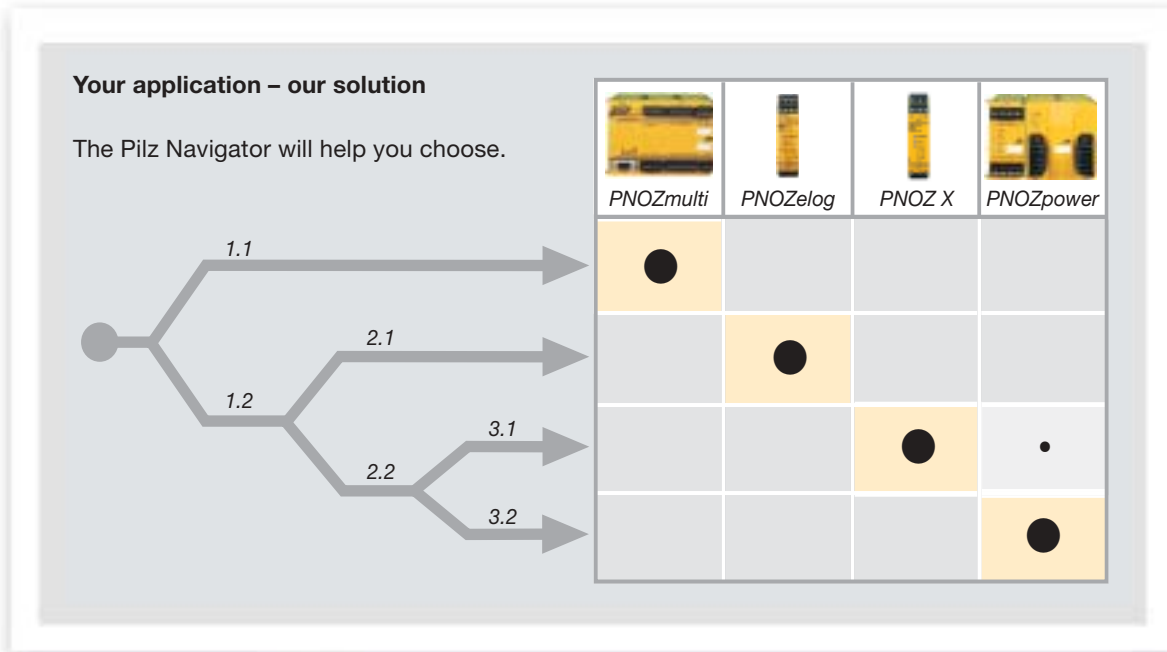 Your application – our solution
The Pilz Navigator will help you choose.
PNOZmulti PNOZelog PNOZ X PNOZpower
1.1
2.1
1.2
3.1
2.2
3.2